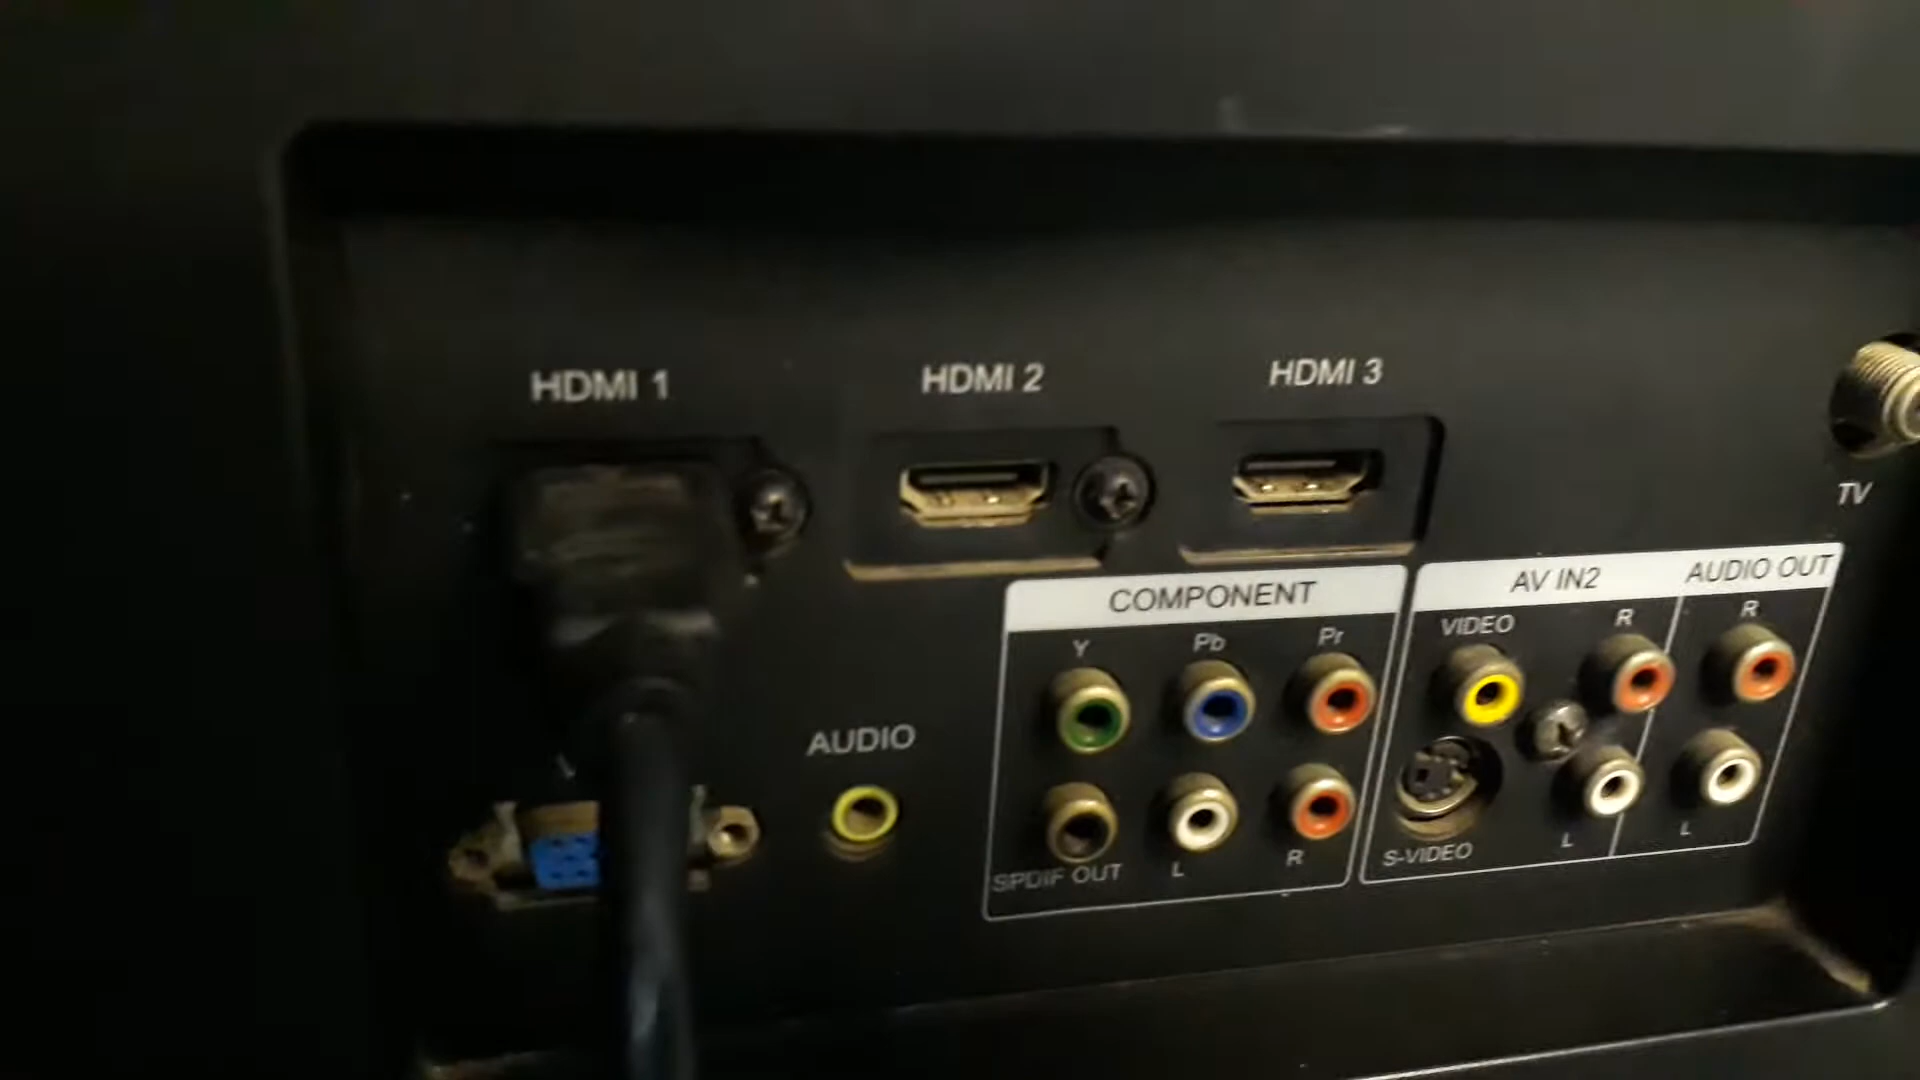 HDMI 1
HDMI 2
HDMI 3
TV
COMPONENT
AV IN2
AUDIO OUT
Y
Pb
Pr
VIDEO
R
R
AUDIO
SPDIF OUT
L
R
S-VIDEO
L
L